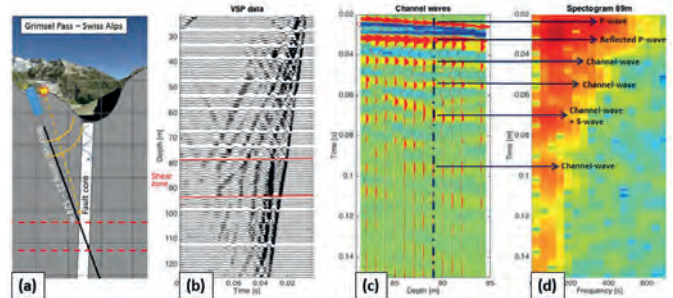 Grimsel Pass – Swiss Alps
Fault core
(a)
VSP data
Depth [m]
30
40
50
60
70
80
90
100
110
120
Shear
zone
0.06 0.04 0.02
Time [s]
(b)
Channel waves
Time [s]
0.02
0.04
0.06
0.08
0.1
0.12
0.14
85 90 95
Depth [m]
(c)
P-wave
Reflected P-wave
Channel-wave
Channel-wave
Channel-wave
+ S-wave
Channel-wave
Spectogram 89m
0.02
0.04
0.06
0.08
0.1
0.12
0.14
200 400 600 800
Frequency [s]
(d)